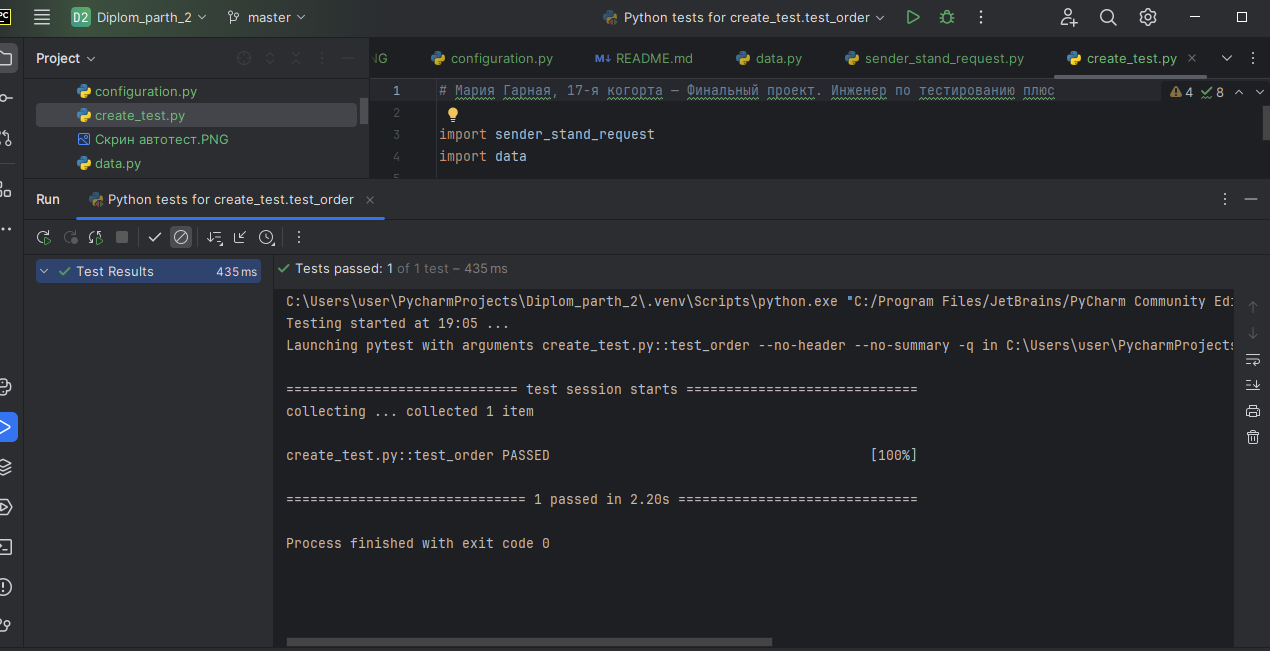 PC
D2 Diplom_parth_2 master Python tests for create_test.test_order
Project
NG configuration.py README.md data.py sender_stand_request.py create_test.py
configuration.py
create_test.py
Скрин автотест.PNG
data.py
1 # Мария Гарная, 17-я когорта — Финальный проект. Инженер по тестированию плюс
4 8
2
3 import sender_stand_request
4 import data
5
Run Python tests for create_test.test_order
Test Results 435 ms
Tests passed: 1 of 1 test – 435 ms
C:\Users\user\PycharmProjects\Diplom_parth_2\.venv\Scripts\python.exe "C:/Program Files/JetBrains/PyCharm Community Edi
Testing started at 19:05 ...
Launching pytest with arguments create_test.py::test_order --no-header --no-summary -q in C:\Users\user\PycharmProjects
============================= test session starts =============================
collecting ... collected 1 item
create_test.py::test_order PASSED [100%]
============================== 1 passed in 2.20s ==============================
Process finished with exit code 0